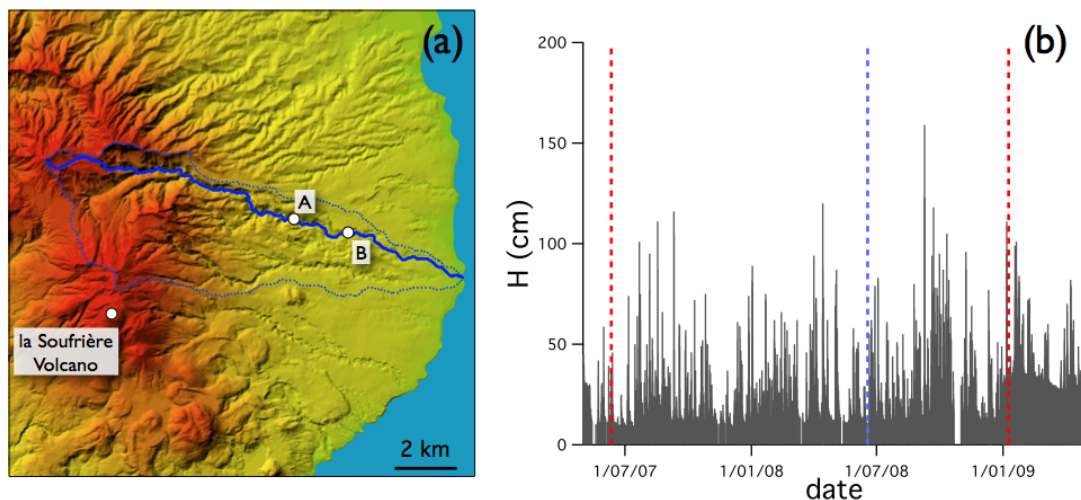 (a)
A
B
la Soufrière
Volcano
2 km
(b)
200
150
100
50
0
H (cm)
1/07/07
1/01/08
1/07/08
1/01/09
date